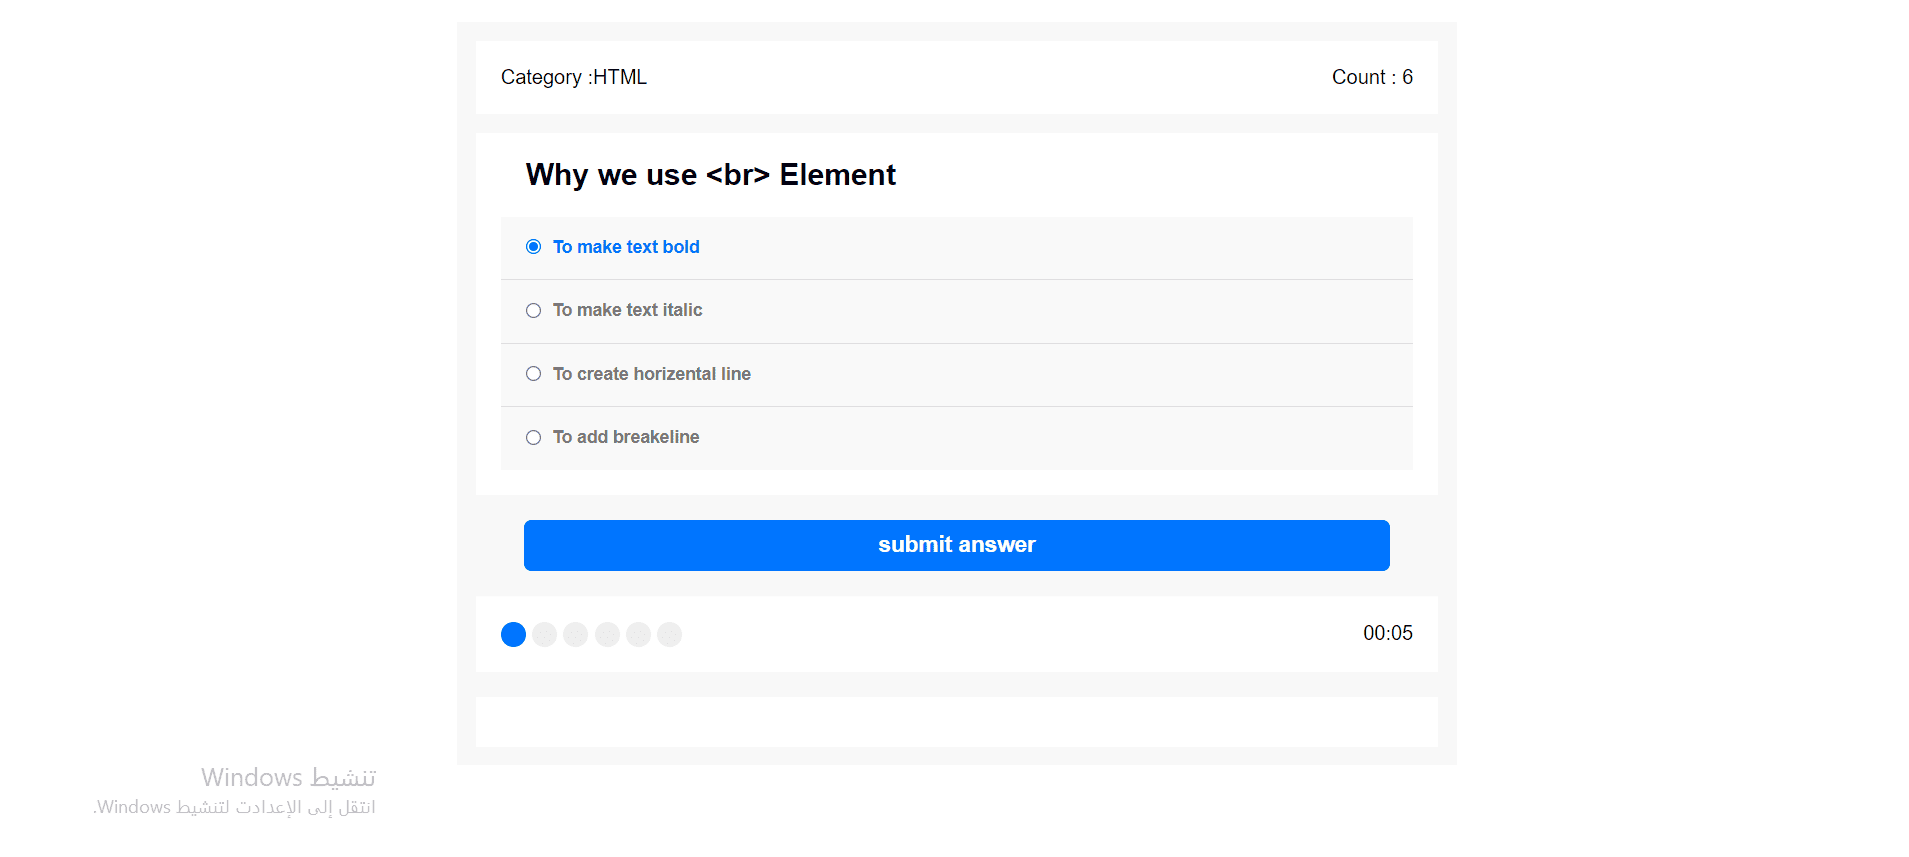 Category :HTML
Count : 6
Why we use <br> Element
To make text bold
To make text italic
To create horizental line
To add breakeline
submit answer
00:05
تنشيط Windows
انتقل إلى الإعدادت لتنشيط Windows.